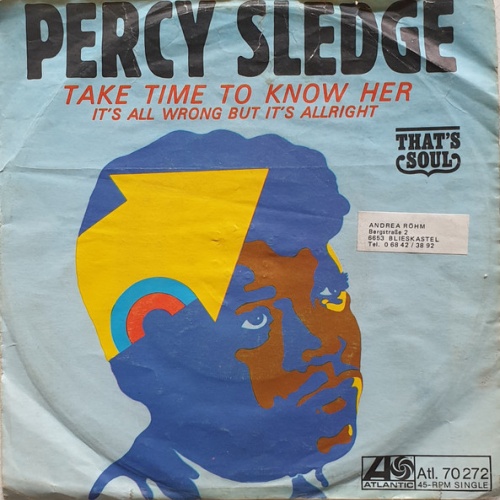 PERCY SLEDGE
TAKE TIME TO KNOW HER
IT'S ALL WRONG BUT IT'S ALLRIGHT
THAT'S
SOUL
ANDREA RÖHM
Bergstraße 2
6653 BLIESKASTEL
Tel. 0 68 42 / 38 92
ATLANTIC
Atl. 70 272
45-RPM SINGLE